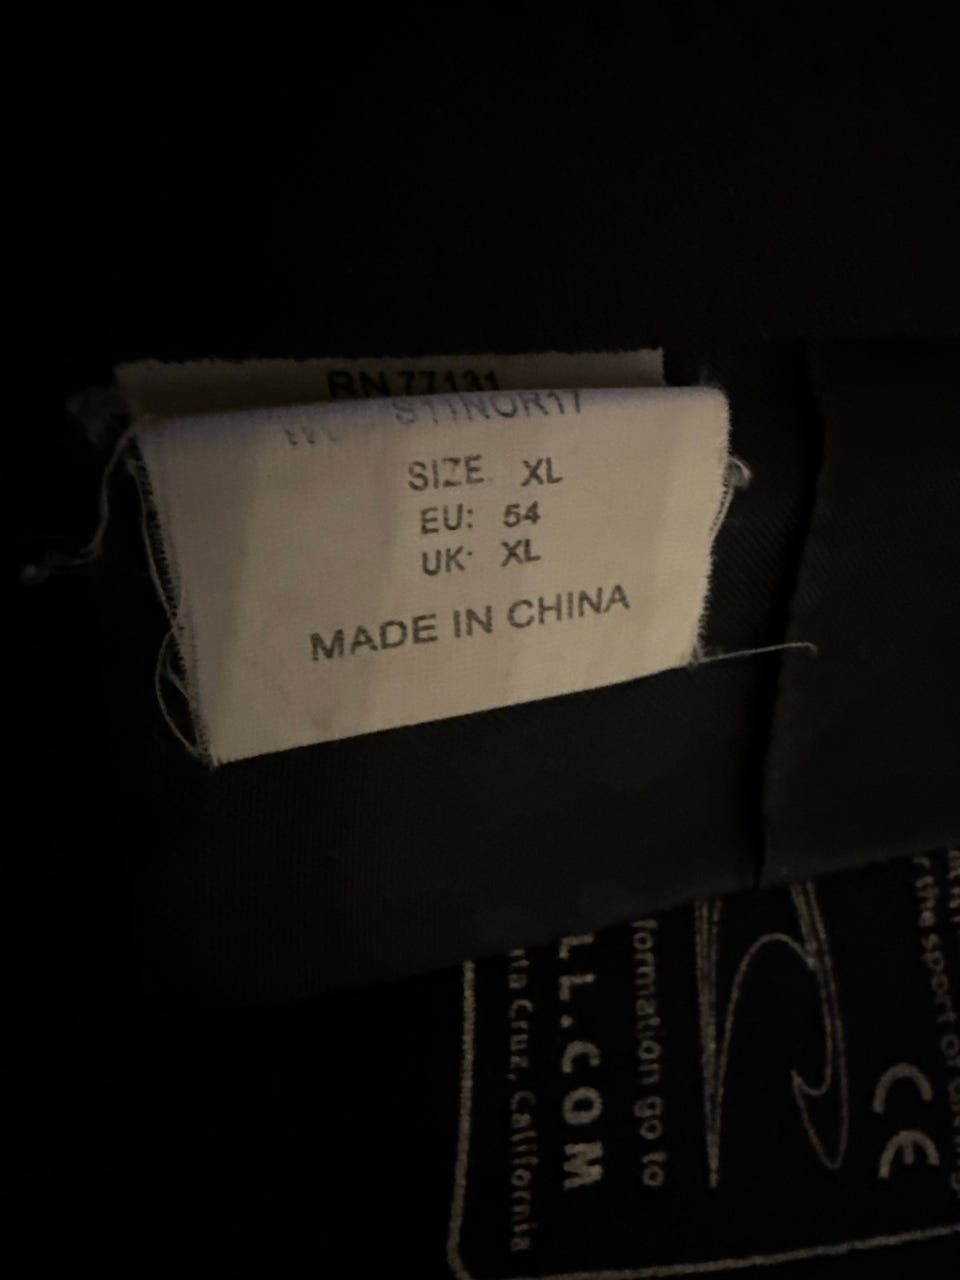 RN 77131
S11NOR17
SIZE XL
EU: 54
UK: XL
MADE IN CHINA
the sport of
CE
formation go to
LL.COM
ta Cruz, California